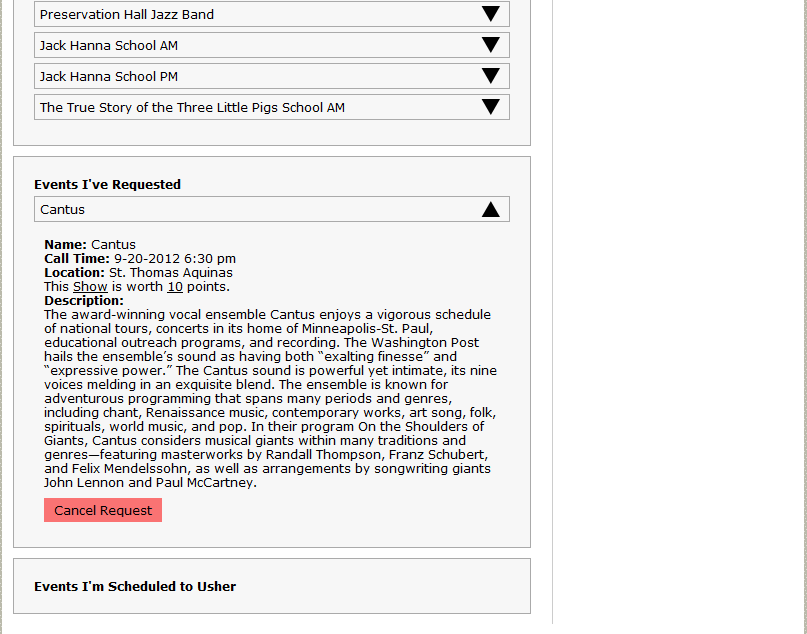 Preservation Hall Jazz Band
Jack Hanna School AM
Jack Hanna School PM
The True Story of the Three Little Pigs School AM
Events I've Requested
Cantus
Name: Cantus
Call Time: 9-20-2012 6:30 pm
Location: St. Thomas Aquinas
This Show is worth 10 points.
Description:
The award-winning vocal ensemble Cantus enjoys a vigorous schedule
of national tours, concerts in its home of Minneapolis-St. Paul,
educational outreach programs, and recording. The Washington Post
hails the ensemble’s sound as having both “exalting finesse” and
“expressive power.” The Cantus sound is powerful yet intimate, its nine
voices melding in an exquisite blend. The ensemble is known for
adventurous programming that spans many periods and genres,
including chant, Renaissance music, contemporary works, art song, folk,
spirituals, world music, and pop. In their program On the Shoulders of
Giants, Cantus considers musical giants within many traditions and
genres—featuring masterworks by Randall Thompson, Franz Schubert,
and Felix Mendelssohn, as well as arrangements by songwriting giants
John Lennon and Paul McCartney.
Cancel Request
Events I'm Scheduled to Usher